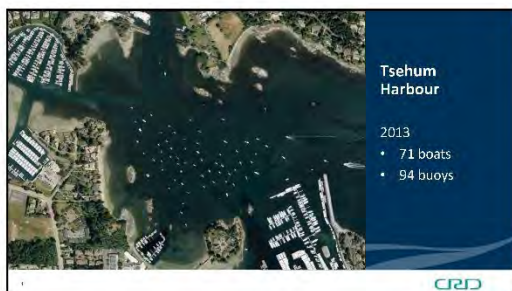 Tsehum
Harbour
2013
• 71 boats
• 94 buoys
CRD